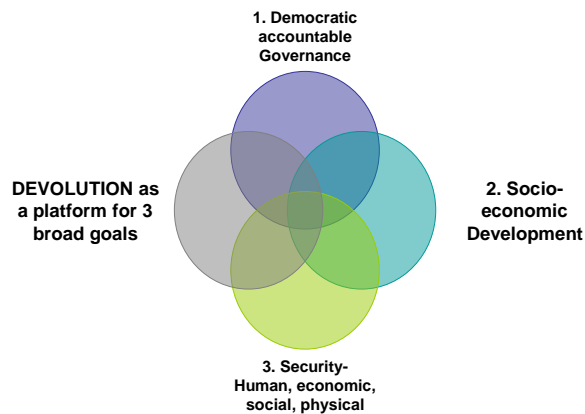 1. Democratic
accountable
Governance
DEVOLUTION as
a platform for 3
broad goals
2. Socio-
economic
Development
3. Security-
Human, economic,
social, physical